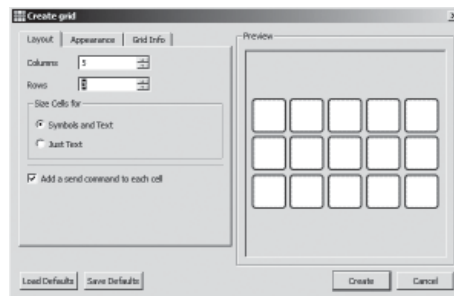 Create grid
Layout Appearance Grid Info
Preview
Columns 5
Rows
Size Cells for
Symbols and Text
Just Text
Add a send command to each cell
Load Defaults Save Defaults Create Cancel